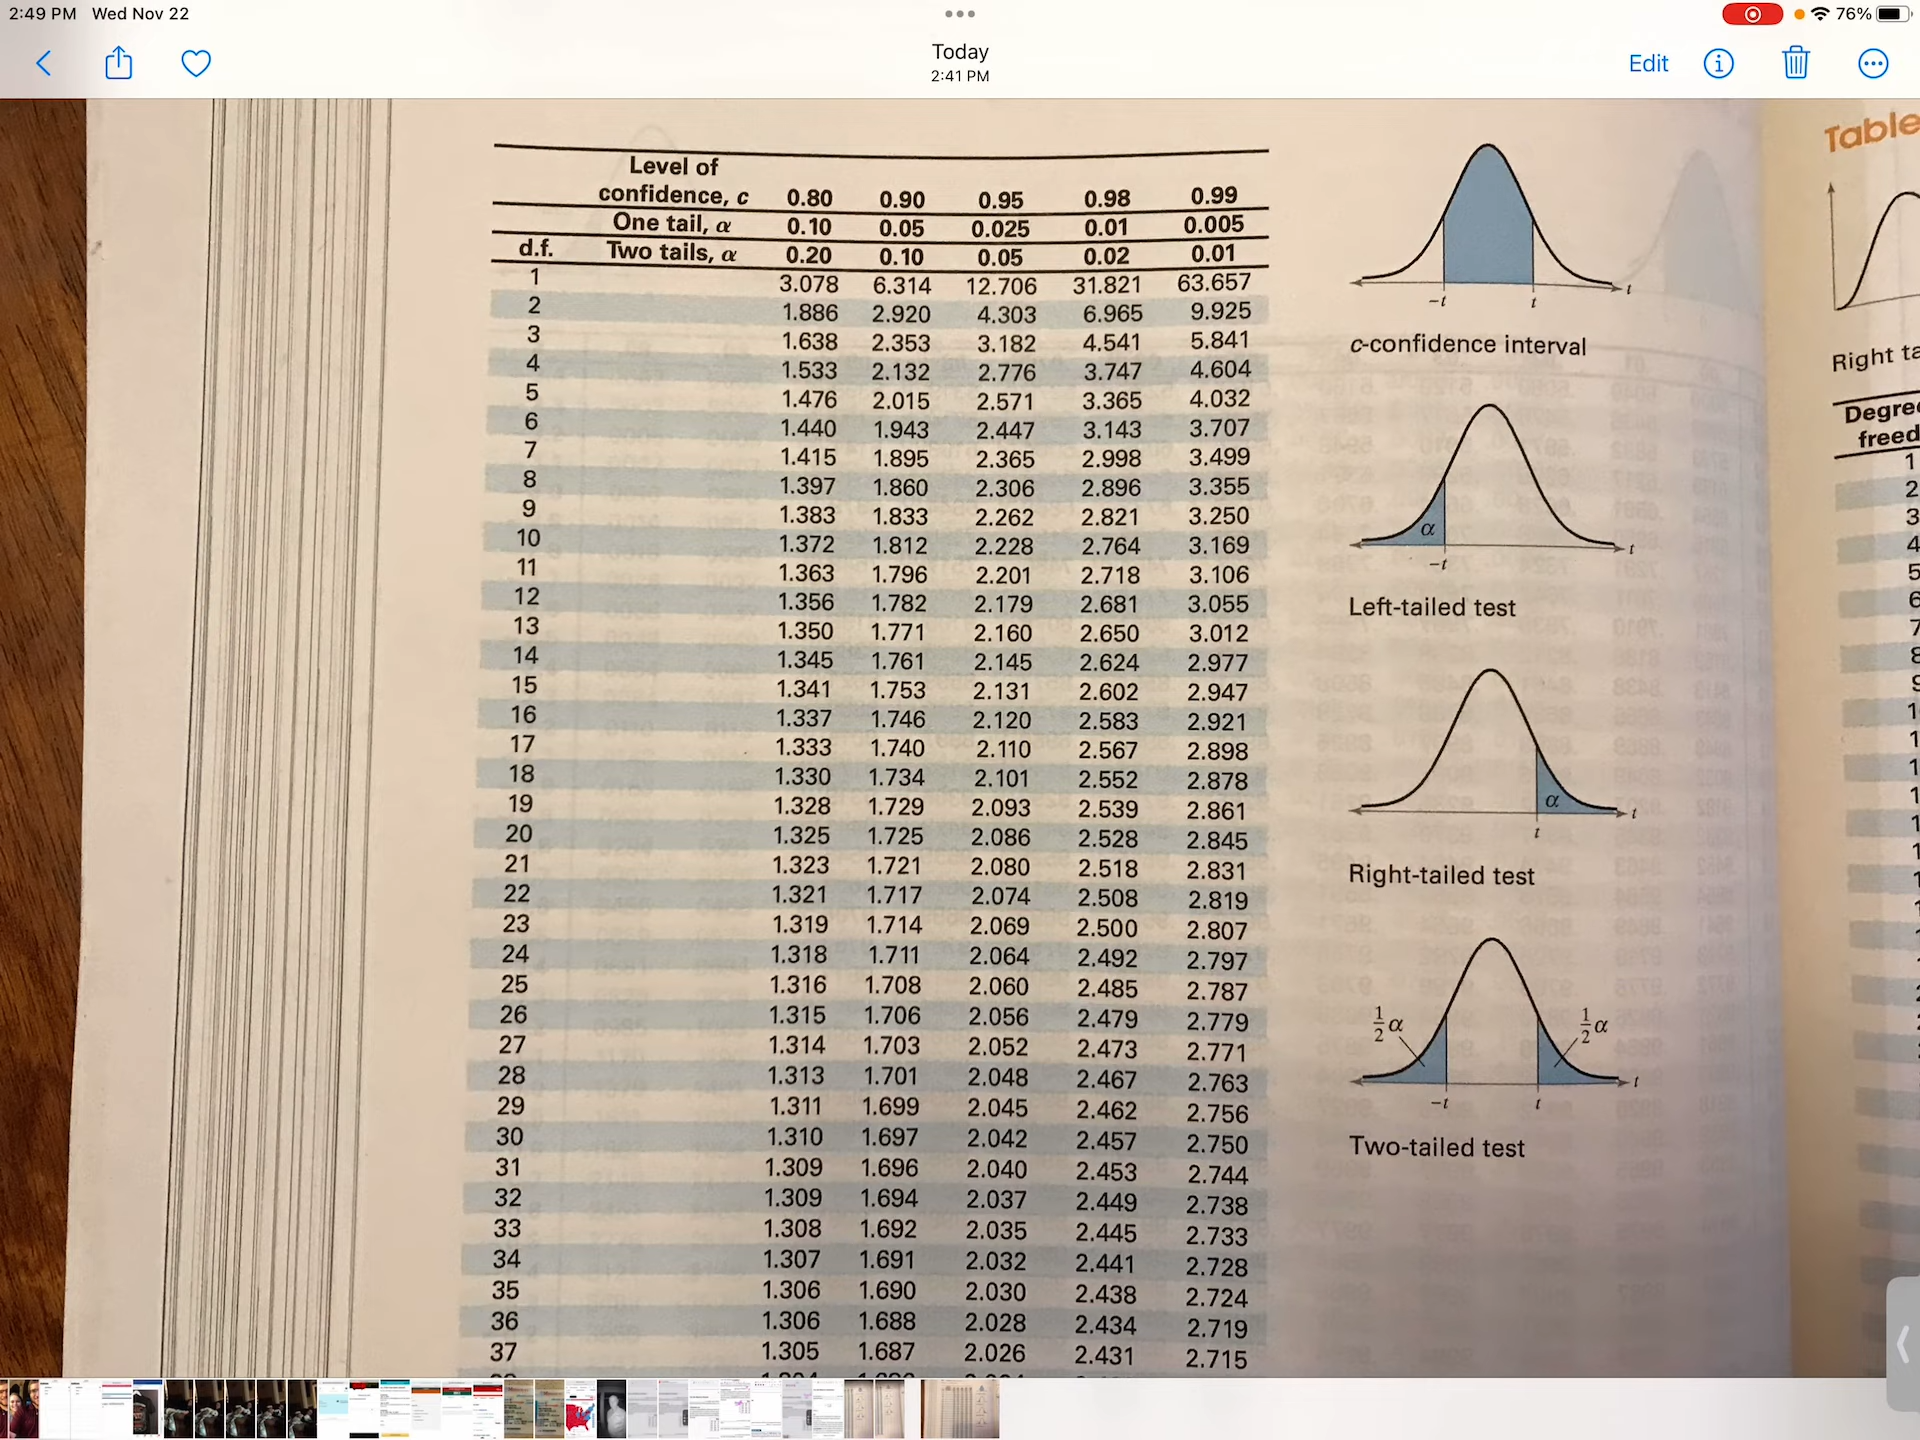 2:49 PM Wed Nov 22
76%
Today
2:41 PM
Edit
Level of
confidence, c 0.80 0.90 0.95 0.98 0.99
One tail, α 0.10 0.05 0.025 0.01 0.005
d.f. Two tails, α 0.20 0.10 0.05 0.02 0.01
1 3.078 6.314 12.706 31.821 63.657
2 1.886 2.920 4.303 6.965 9.925
3 1.638 2.353 3.182 4.541 5.841
4 1.533 2.132 2.776 3.747 4.604
5 1.476 2.015 2.571 3.365 4.032
6 1.440 1.943 2.447 3.143 3.707
7 1.415 1.895 2.365 2.998 3.499
8 1.397 1.860 2.306 2.896 3.355
9 1.383 1.833 2.262 2.821 3.250
10 1.372 1.812 2.228 2.764 3.169
11 1.363 1.796 2.201 2.718 3.106
12 1.356 1.782 2.179 2.681 3.055
13 1.350 1.771 2.160 2.650 3.012
14 1.345 1.761 2.145 2.624 2.977
15 1.341 1.753 2.131 2.602 2.947
16 1.337 1.746 2.120 2.583 2.921
17 1.333 1.740 2.110 2.567 2.898
18 1.330 1.734 2.101 2.552 2.878
19 1.328 1.729 2.093 2.539 2.861
20 1.325 1.725 2.086 2.528 2.845
21 1.323 1.721 2.080 2.518 2.831
22 1.321 1.717 2.074 2.508 2.819
23 1.319 1.714 2.069 2.500 2.807
24 1.318 1.711 2.064 2.492 2.797
25 1.316 1.708 2.060 2.485 2.787
26 1.315 1.706 2.056 2.479 2.779
27 1.314 1.703 2.052 2.473 2.771
28 1.313 1.701 2.048 2.467 2.763
29 1.311 1.699 2.045 2.462 2.756
30 1.310 1.697 2.042 2.457 2.750
31 1.309 1.696 2.040 2.453 2.744
32 1.309 1.694 2.037 2.449 2.738
33 1.308 1.692 2.035 2.445 2.733
34 1.307 1.691 2.032 2.441 2.728
35 1.306 1.690 2.030 2.438 2.724
36 1.306 1.688 2.028 2.434 2.719
37 1.305 1.687 2.026 2.431 2.715
-t t t
c-confidence interval
α
-t t
Left-tailed test
α
t t
Right-tailed test
½α ½α
-t t t
Two-tailed test
Table
Right ta
Degree
freed
1
2
3
4
5
6
7